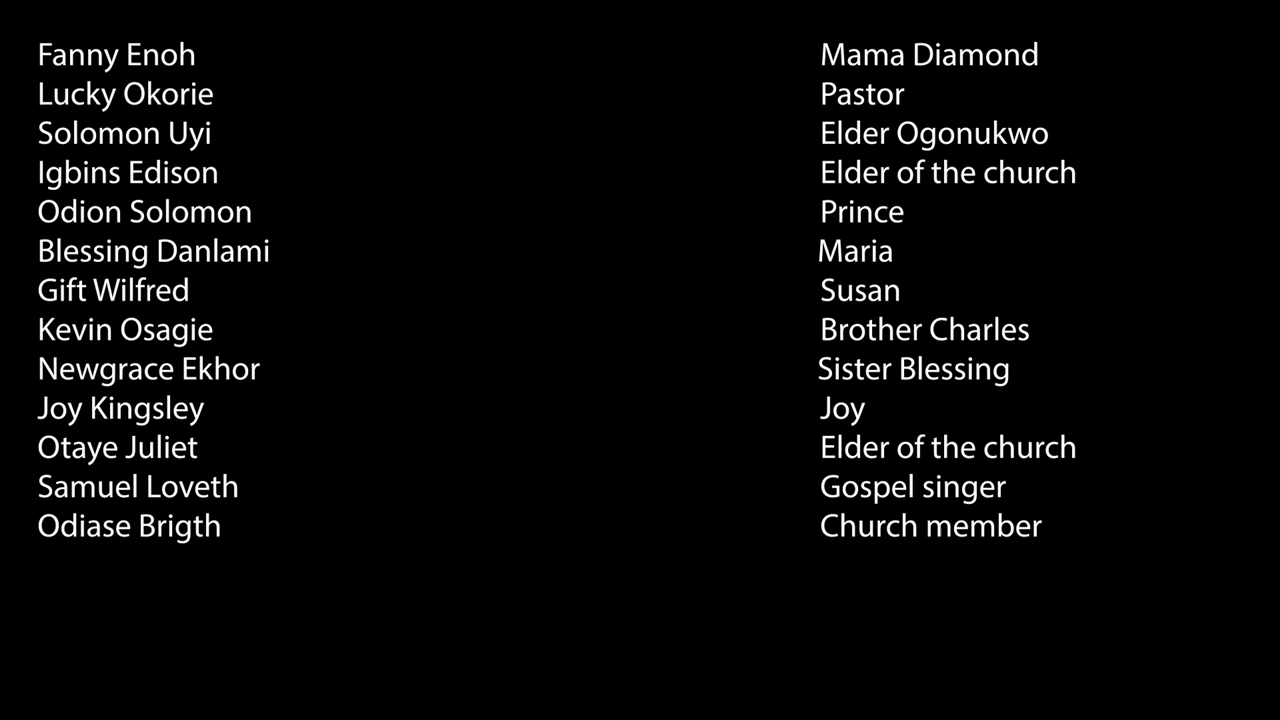 Fanny Enoh Mama Diamond
Lucky Okorie Pastor
Solomon Uyi Elder Ogonukwo
Igbins Edison Elder of the church
Odion Solomon Prince
Blessing Danlami Maria
Gift Wilfred Susan
Kevin Osagie Brother Charles
Newgrace Ekhor Sister Blessing
Joy Kingsley Joy
Otaye Juliet Elder of the church
Samuel Loveth Gospel singer
Odiase Brigth Church member